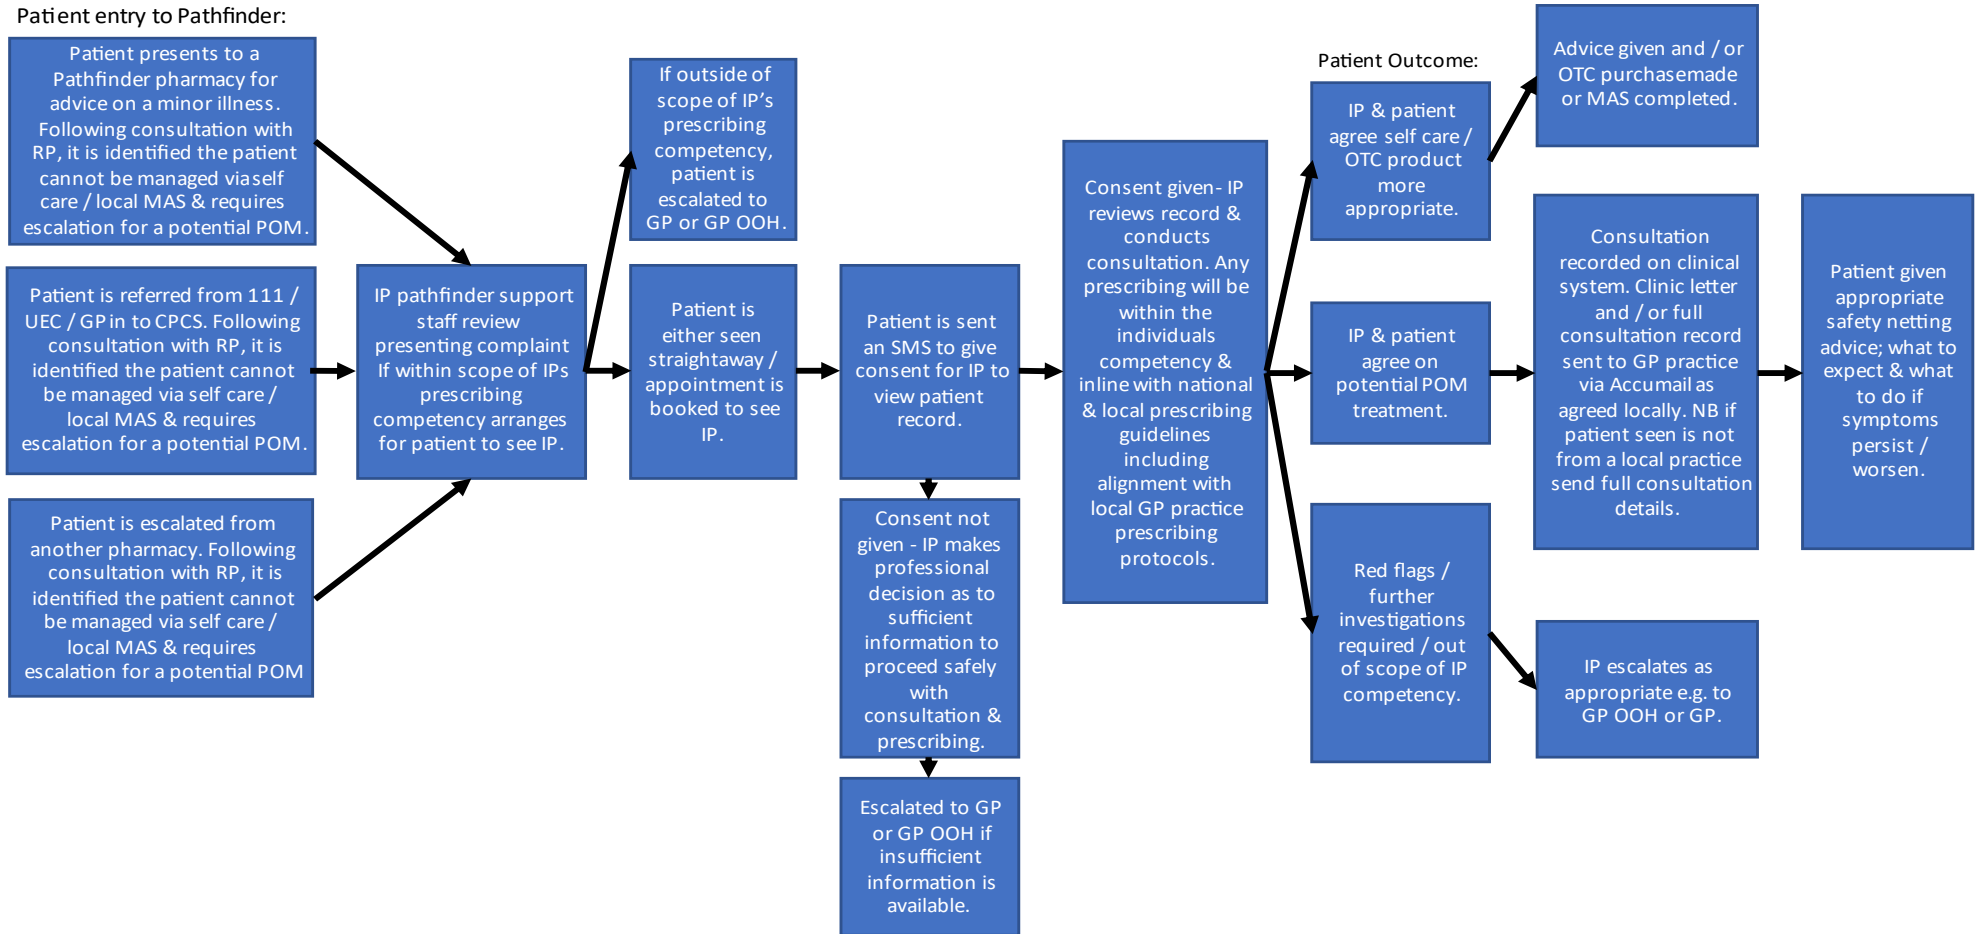 Patient entry to Pathfinder:
Patient presents to a
Pathfinder pharmacy for
advice on a minor illness.
Following consultation with
RP, it is identified the patient
cannot be managed via self
care / local MAS & requires
escalation for a potential POM.
Patient is referred from 111 /
UEC / GP in to CPCS. Following
consultation with RP, it is
identified the patient cannot
be managed via self care /
local MAS & requires
escalation for a potential POM.
Patient is escalated from
another pharmacy. Following
consultation with RP, it is
identified the patient cannot
be managed via self care /
local MAS & requires
escalation for a potential POM
IP pathfinder support
staff review
presenting complaint
If within scope of IPs
prescribing
competency arranges
for patient to see IP.
If outside of
scope of IP's
prescribing
competency,
patient is
escalated to
GP or GP OOH.
Patient is
either seen
straightaway /
appointment is
booked to see
IP.
Patient is sent
an SMS to give
consent for IP to
view patient
record.
Consent not
given - IP makes
professional
decision as to
sufficient
information to
proceed safely
with
consultation &
prescribing.
Escalated to GP
or GP OOH if
insufficient
information is
available.
Consent given- IP
reviews record &
conducts
consultation. Any
prescribing will be
within the
individuals
competency &
inline with national
& local prescribing
guidelines
including
alignment with
local GP practice
prescribing
protocols.
Patient Outcome:
IP & patient
agree self care /
OTC product
more
appropriate.
IP & patient
agree on
potential POM
treatment.
Red flags /
further
investigations
required / out
of scope of IP
competency.
Advice given and / or
OTC purchasemade
or MAS completed.
Consultation
recorded on clinical
system. Clinic letter
and / or full
consultation record
sent to GP practice
via Accumail as
agreed locally. NB if
patient seen is not
from a local practice
send full consultation
details.
IP escalates as
appropriate e.g. to
GP OOH or GP.
Patient given
appropriate
safety netting
advice; what to
expect & what
to do if
symptoms
persist /
worsen.